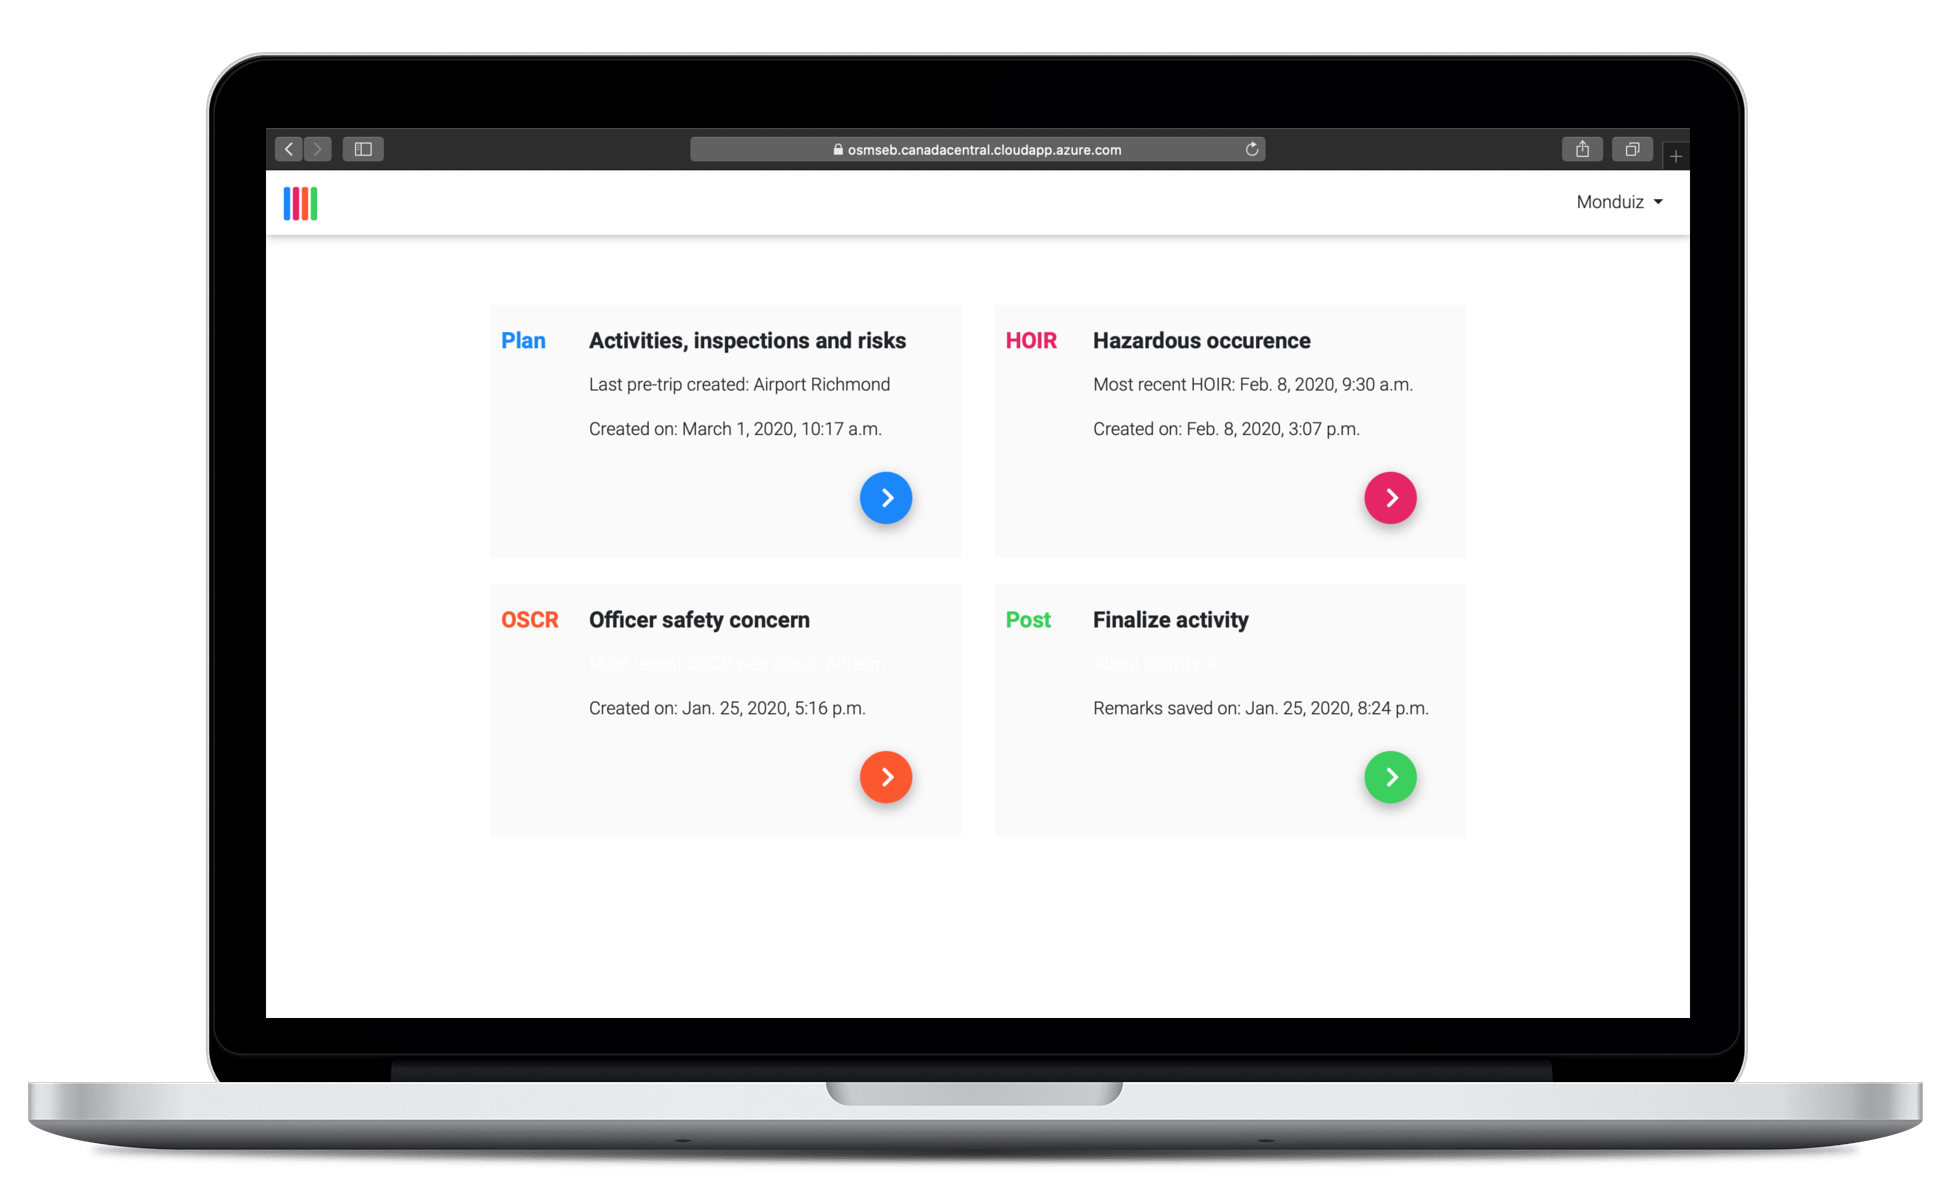 osmseb.canadacentral.cloudapp.azure.com
Monduiz
Plan
Activities, inspections and risks
Last pre-trip created: Airport Richmond
Created on: March 1, 2020, 10:17 a.m.
HOIR
Hazardous occurence
Most recent HOIR: Feb. 8, 2020, 9:30 a.m.
Created on: Feb. 8, 2020, 3:07 p.m.
OSCR
Officer safety concern
Most recent OSCR was about: Alfheim
Created on: Jan. 25, 2020, 5:16 p.m.
Post
Finalize activity
About activity: #
Remarks saved on: Jan. 25, 2020, 8:24 p.m.